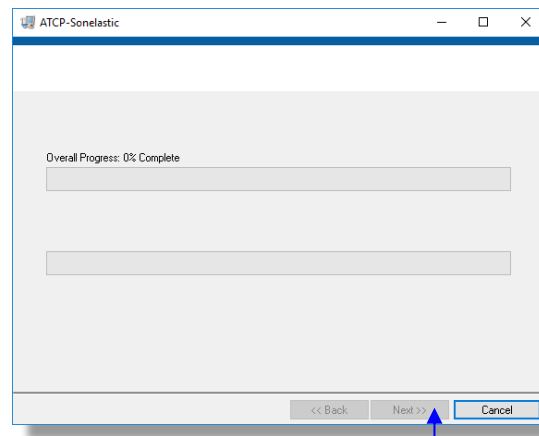 ATCP-Sonelastic
Overall Progress: 0% Complete
<< Back Next >> Cancel